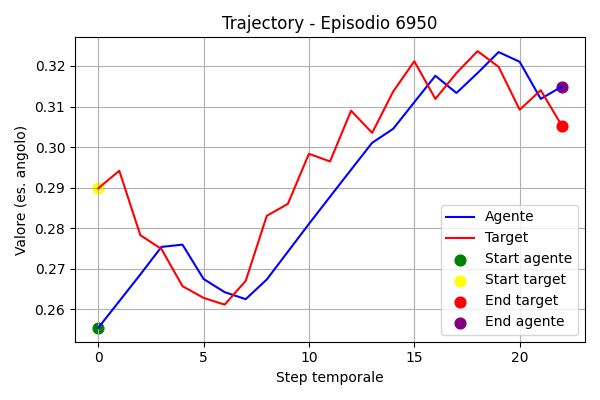 Trajectory - Episodio 6950
Valore (es. angolo)
0.32
0.31
0.30
0.29
0.28
0.27
0.26
0
5
10
15
20
Step temporale
Agente
Target
Start agente
Start target
End target
End agente